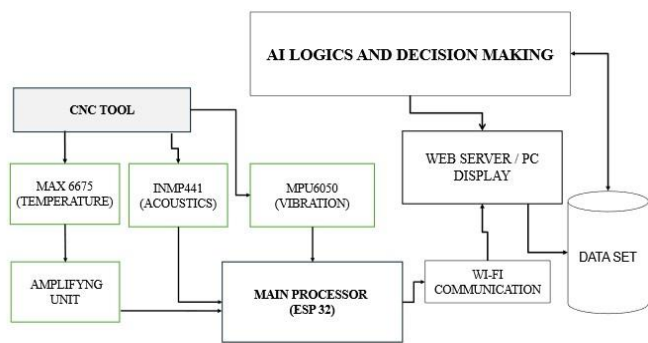 AI LOGICS AND DECISION MAKING
CNC TOOL
WEB SERVER / PC
DISPLAY
MAX 6675
(TEMPERATURE)
INMP441
(ACOUSTICS)
MPU6050
(VIBRATION)
DATA SET
AMPLIFYNG
UNIT
MAIN PROCESSOR
(ESP 32)
WI-FI
COMMUNICATION